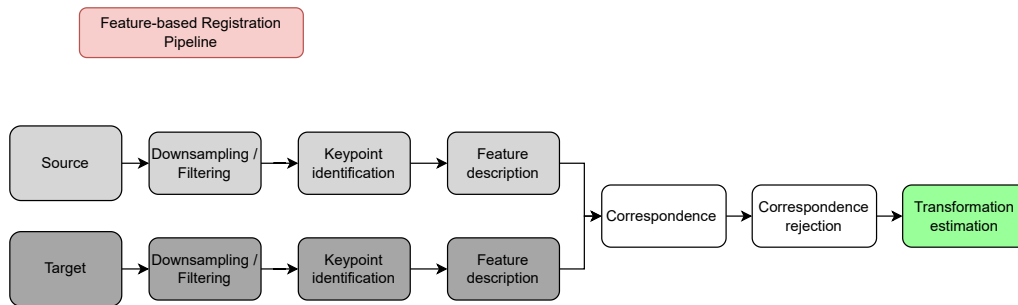 Feature-based Registration
Pipeline
Source
Downsampling /
Filtering
Keypoint
identification
Feature
description
Target
Downsampling /
Filtering
Keypoint
identification
Feature
description
Correspondence
Correspondence
rejection
Transformation
estimation